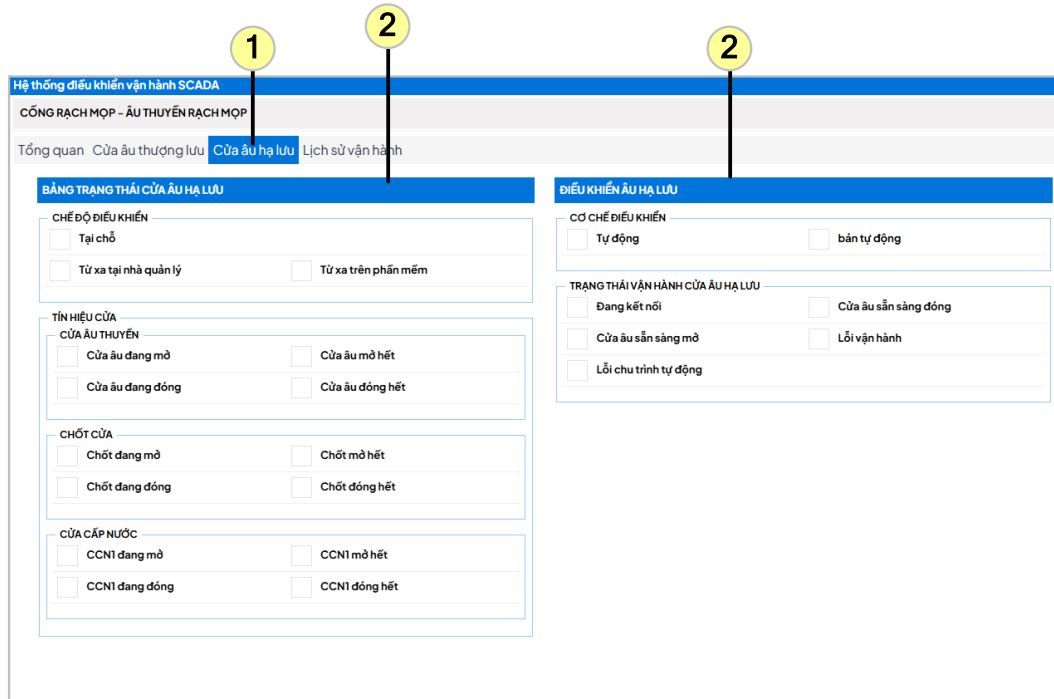 1
2
2
Hệ thống điều khiển vận hành SCADA
CỐNG RẠCH MỌP - ÂU THUYỀN RẠCH MỌP
Tổng quan Cửa âu thượng lưu Cửa âu hạ lưu Lịch sử vận hành
BẢNG TRẠNG THÁI CỬA ÂU HẠ LƯU
CHẾ ĐỘ ĐIỀU KHIỂN
Tại chỗ
Từ xa tại nhà quản lý Từ xa trên phần mềm
TÍN HIỆU CỬA
CỬA ÂU THUYỀN
Cửa âu đang mở Cửa âu mở hết
Cửa âu đang đóng Cửa âu đóng hết
CHỐT CỬA
Chốt đang mở Chốt mở hết
Chốt đang đóng Chốt đóng hết
CỬA CẤP NƯỚC
CCN1 đang mở CCN1 mở hết
CCN1 đang đóng CCN1 đóng hết
ĐIỀU KHIỂN ÂU HẠ LƯU
CƠ CHẾ ĐIỀU KHIỂN
Tự động bán tự động
TRẠNG THÁI VẬN HÀNH CỬA ÂU HẠ LƯU
Đang kết nối Cửa âu sẵn sàng đóng
Cửa âu sẵn sàng mở Lỗi vận hành
Lỗi chu trình tự động